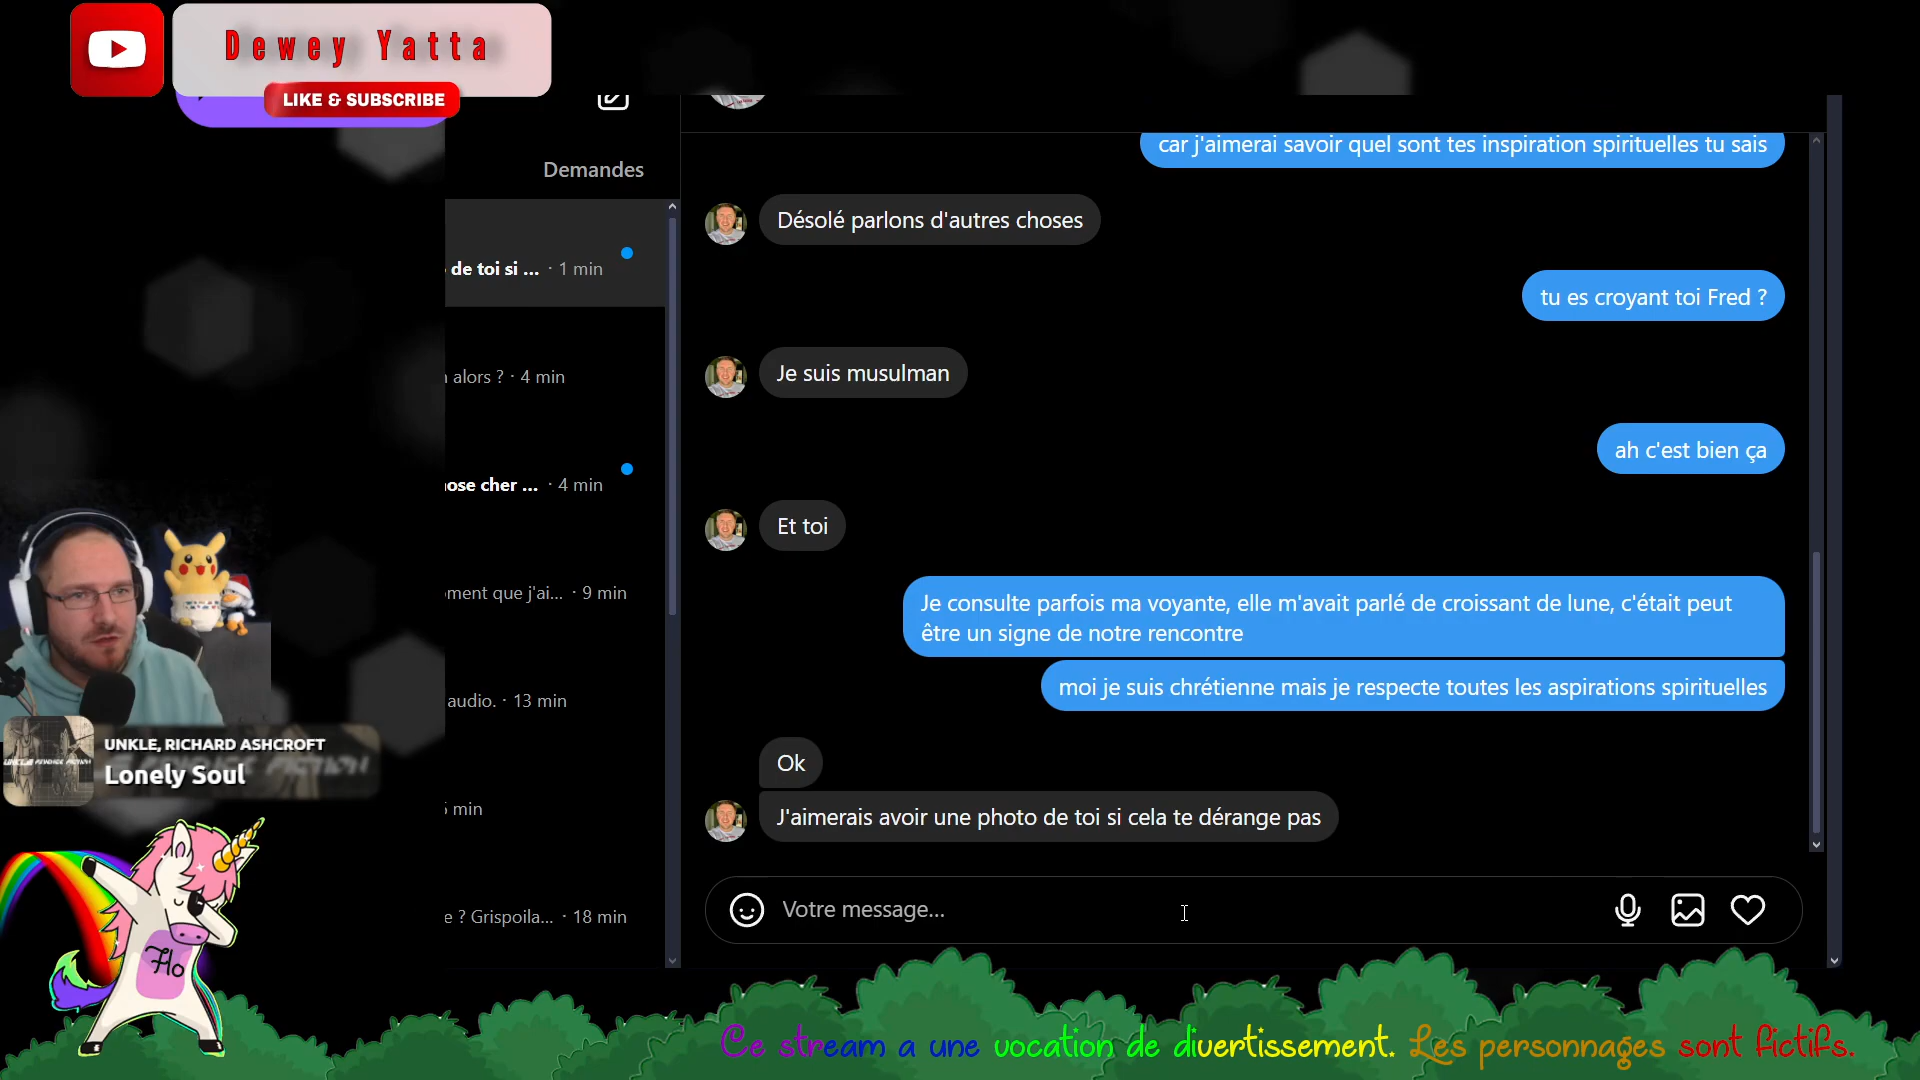 Dewey Yatta
LIKE & SUBSCRIBE
Demandes
de toi si ... · 1 min
alors ? · 4 min
ose cher ... · 4 min
ment que j'ai... · 9 min
audio. · 13 min
min
e ? Grispoila... · 18 min
car j'aimerai savoir quel sont tes inspiration spirituelles tu sais
Désolé parlons d'autres choses
tu es croyant toi Fred ?
Je suis musulman
ah c'est bien ça
Et toi
Je consulte parfois ma voyante, elle m'avait parlé de croissant de lune, c'était peut
être un signe de notre rencontre
moi je suis chrétienne mais je respecte toutes les aspirations spirituelles
Ok
J'aimerais avoir une photo de toi si cela te dérange pas
Votre message...
UNKLE, RICHARD ASHCROFT
Lonely Soul
Flo
Ce stream a une vocation de divertissement. Les personnages sont fictifs.